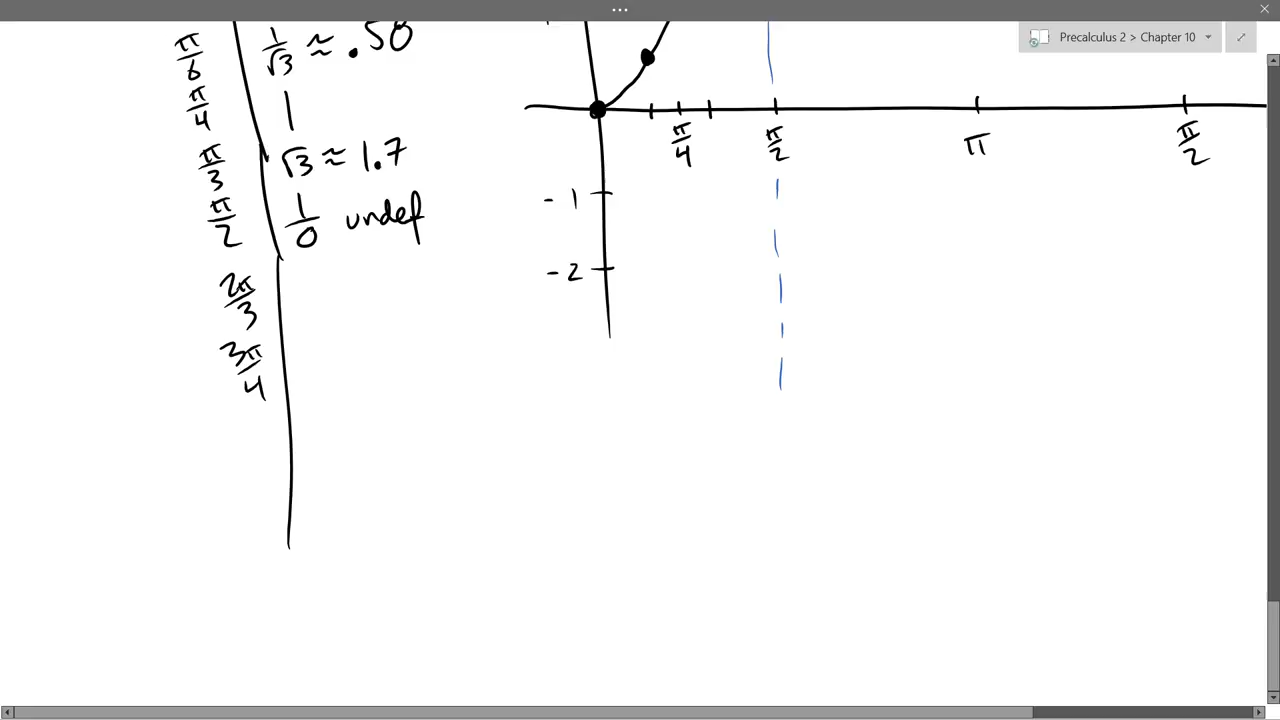 Precalculus 2 > Chapter 10
π/6 1/√3 ≈ .58
π/4 1
π/3 √3 ≈ 1.7
π/2 1/0 undef
2π/3
3π/4
π/4 π/2 π π/2
-1
-2